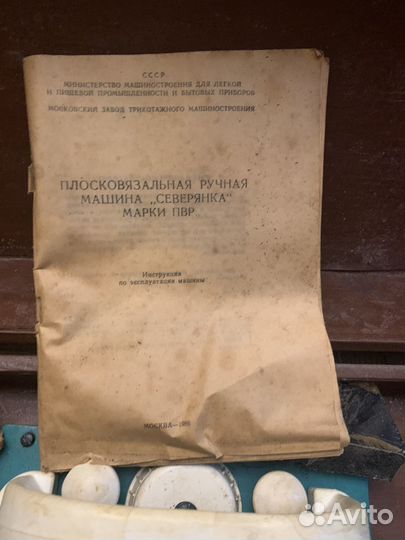 СССР
МИНИСТЕРСТВО МАШИНОСТРОЕНИЯ ДЛЯ ЛЕГКОЙ
И ПИЩЕВОЙ ПРОМЫШЛЕННОСТИ И БЫТОВЫХ ПРИБОРОВ
МОСКОВСКИЙ ЗАВОД ТРИКОТАЖНОГО МАШИНОСТРОЕНИЯ
ПЛОСКОВЯЗАЛЬНАЯ РУЧНАЯ
МАШИНА „СЕВЕРЯНКА"
МАРКИ ПВР
Инструкция
по эксплуатации машины
МОСКВА
Avito